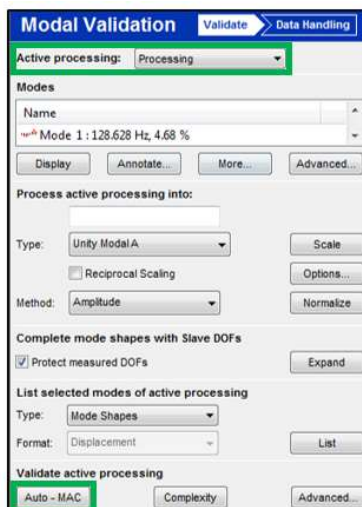 Modal Validation Validate Data Handling
Active processing: Processing
Modes
Name
Mode 1 : 128.628 Hz, 4.68 %
Display Annotate... More... Advanced...
Process active processing into:
Type: Unity Modal A Scale
Reciprocal Scaling Options...
Method: Amplitude Normalize
Complete mode shapes with Slave DOFs
Protect measured DOFs Expand
List selected modes of active processing
Type: Mode Shapes
Format: Displacement List
Validate active processing
Auto - MAC Complexity Advanced...